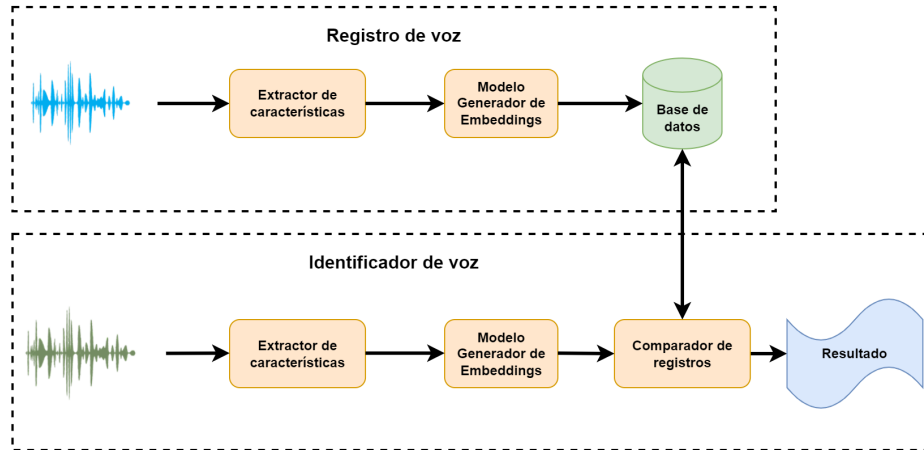 Registro de voz
Extractor de
características
Modelo
Generador de
Embeddings
Base de
datos
Identificador de voz
Extractor de
características
Modelo
Generador de
Embeddings
Comparador de
registros
Resultado